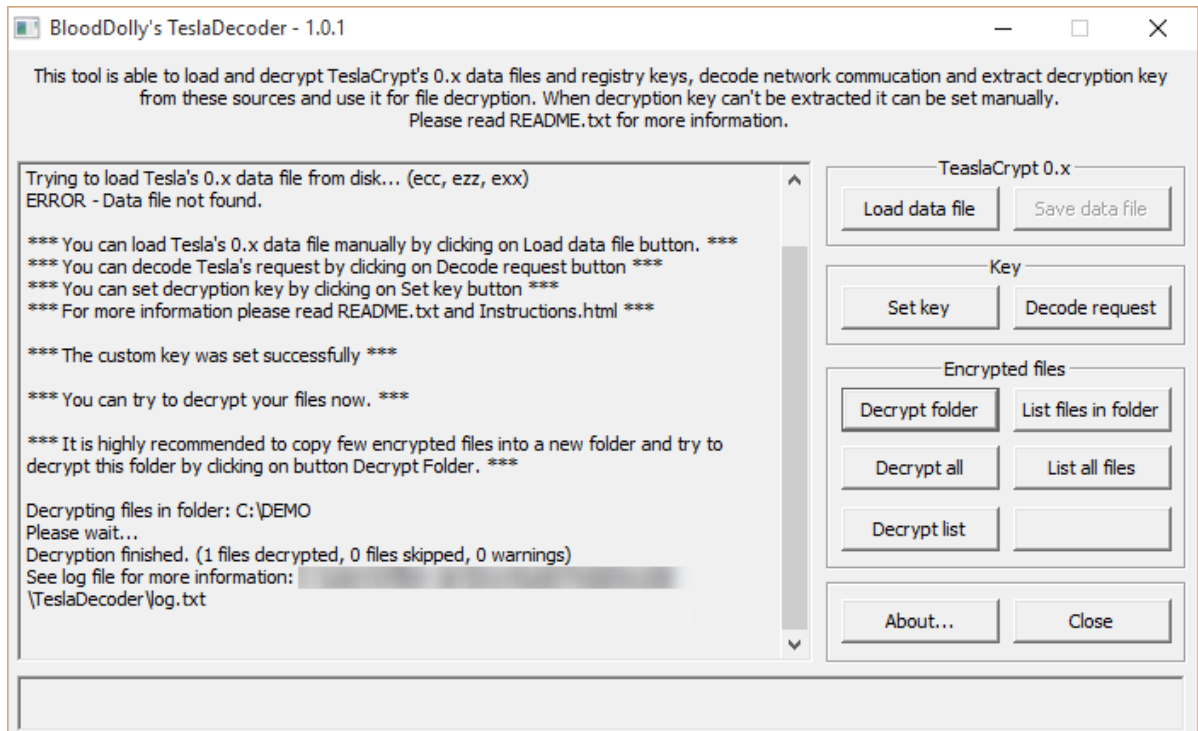 BloodDolly's TeslaDecoder - 1.0.1
This tool is able to load and decrypt TeslaCrypt's 0.x data files and registry keys, decode network commucation and extract decryption key
from these sources and use it for file decryption. When decryption key can't be extracted it can be set manually.
Please read README.txt for more information.
Trying to load Tesla's 0.x data file from disk... (ecc, ezz, exx)
ERROR - Data file not found.
*** You can load Tesla's 0.x data file manually by clicking on Load data file button. ***
*** You can decode Tesla's request by clicking on Decode request button ***
*** You can set decryption key by clicking on Set key button ***
*** For more information please read README.txt and Instructions.html ***
*** The custom key was set successfully ***
*** You can try to decrypt your files now. ***
*** It is highly recommended to copy few encrypted files into a new folder and try to
decrypt this folder by clicking on button Decrypt Folder. ***
Decrypting files in folder: C:\DEMO
Please wait...
Decryption finished. (1 files decrypted, 0 files skipped, 0 warnings)
See log file for more information:
\TeslaDecoder\log.txt
TeaslaCrypt 0.x
Load data file
Save data file
Key
Set key
Decode request
Encrypted files
Decrypt folder
List files in folder
Decrypt all
List all files
Decrypt list
About...
Close